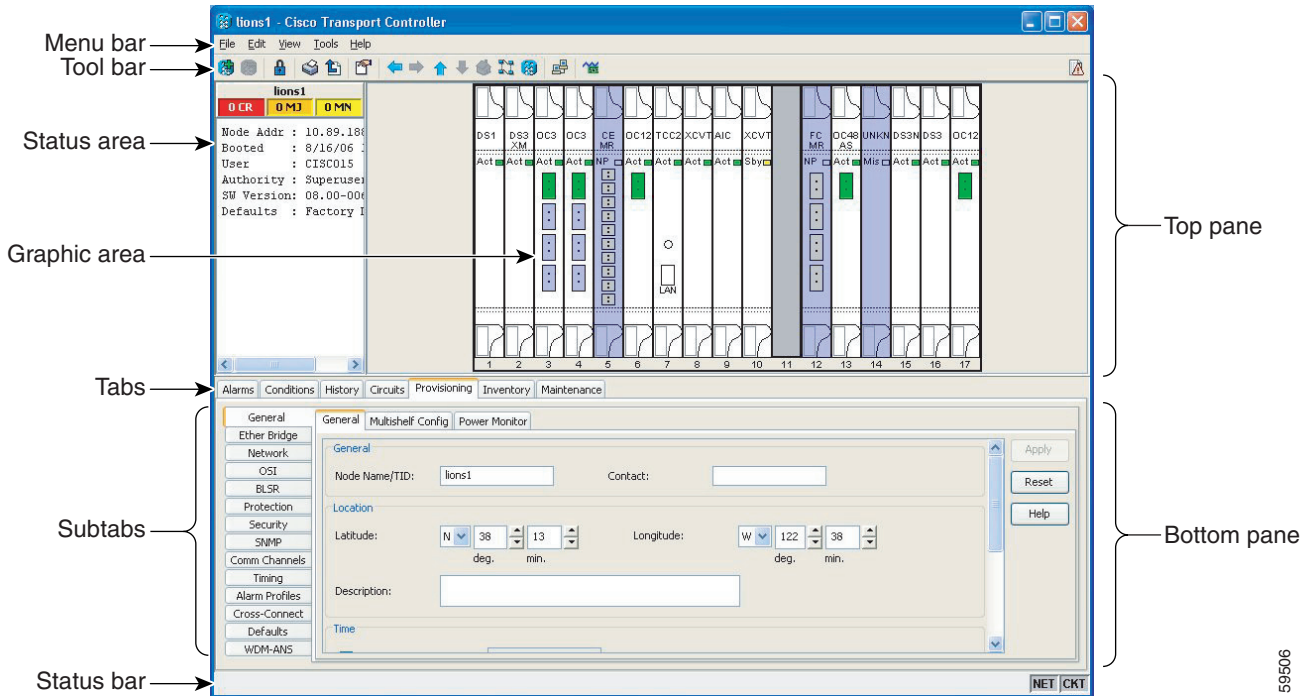 lions1 - Cisco Transport Controller
Menu bar
File Edit View Tools Help
Tool bar
lions1
0 CR 0 MJ 0 MN
Status area
Node Addr : 10.89.188
Booted : 8/16/06
User : CISCO15
Authority : Superuser
SW Version: 08.00-006
Defaults : Factory
DS1 DS3 XM OC3 OC3 CE MR OC12 TCC2 XCVT AIC XCVT FC MR OC48 AS UNKN DS3N DS3 OC12
Act Act Act Act NP Act Act Act Act Sby NP Act Mis Act Act Act
Graphic area
LAN
Top pane
1 2 3 4 5 6 7 8 9 10 11 12 13 14 15 16 17
Tabs
Alarms Conditions History Circuits Provisioning Inventory Maintenance
Subtabs
General
Ether Bridge
Network
OSI
BLSR
Protection
Security
SNMP
Comm Channels
Timing
Alarm Profiles
Cross-Connect
Defaults
WDM-ANS
General Multishelf Config Power Monitor
General
Node Name/TID: lions1 Contact:
Location
Latitude: N 38 13 Longitude: W 122 38
deg. min. deg. min.
Description:
Time
Apply
Reset
Help
Bottom pane
Status bar
NET CKT
59506